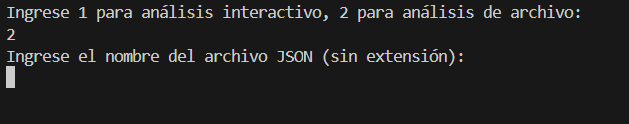 Ingrese 1 para análisis interactivo, 2 para análisis de archivo:
2
Ingrese el nombre del archivo JSON (sin extensión):